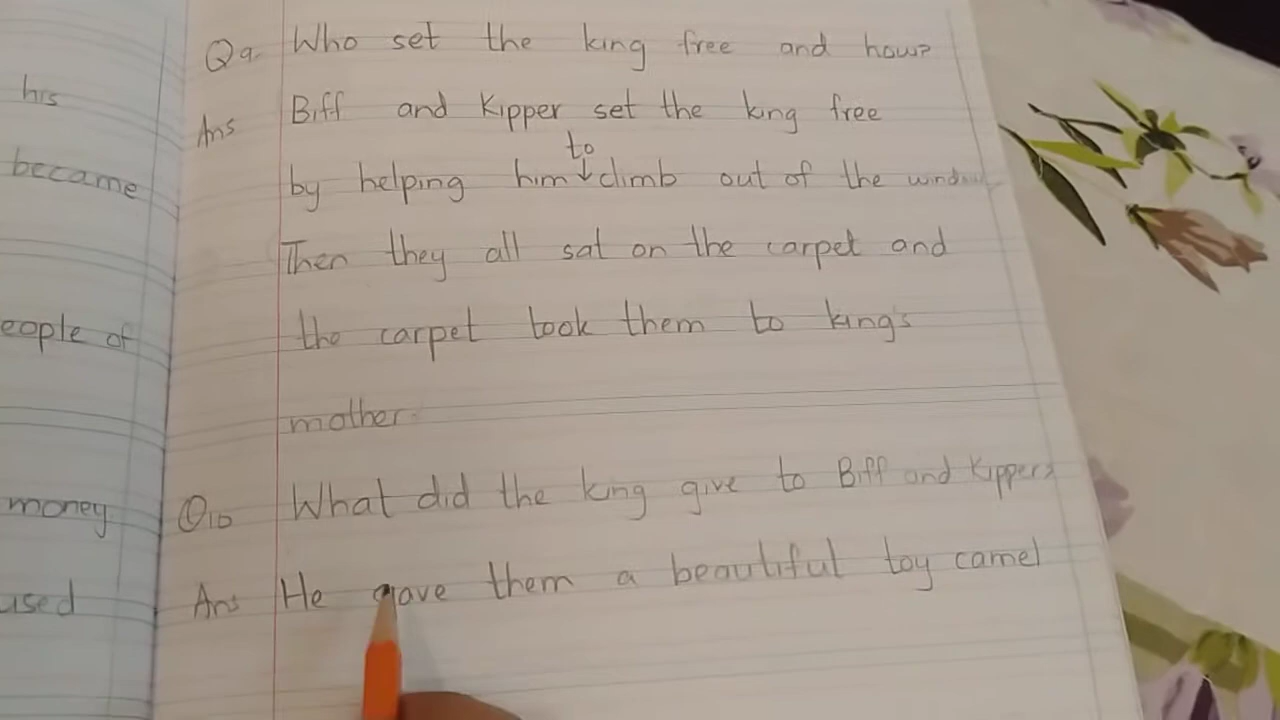 his
became
eople of
money
used
Q9. Who set the king free and how?
Ans Biff and Kipper set the king free
to
by helping him climb out of the window
Then they all sat on the carpet and
the carpet took them to king's
mother.
Q10 What did the king give to Biff and Kipper?
Ans He gave them a beautiful toy camel